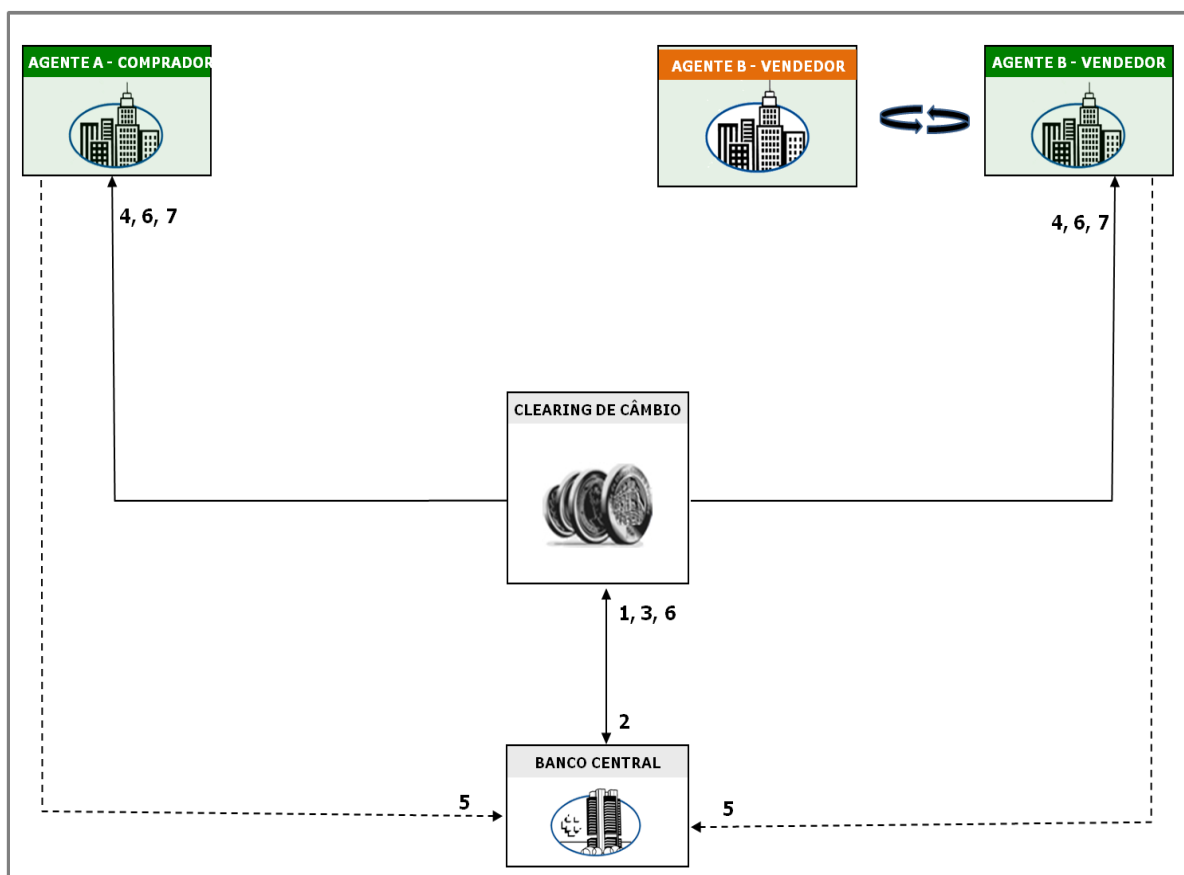 AGENTE A - COMPRADOR
AGENTE B - VENDEDOR
AGENTE B - VENDEDOR
4, 6, 7
4, 6, 7
CLEARING DE CÂMBIO
1, 3, 6
2
BANCO CENTRAL
5
5